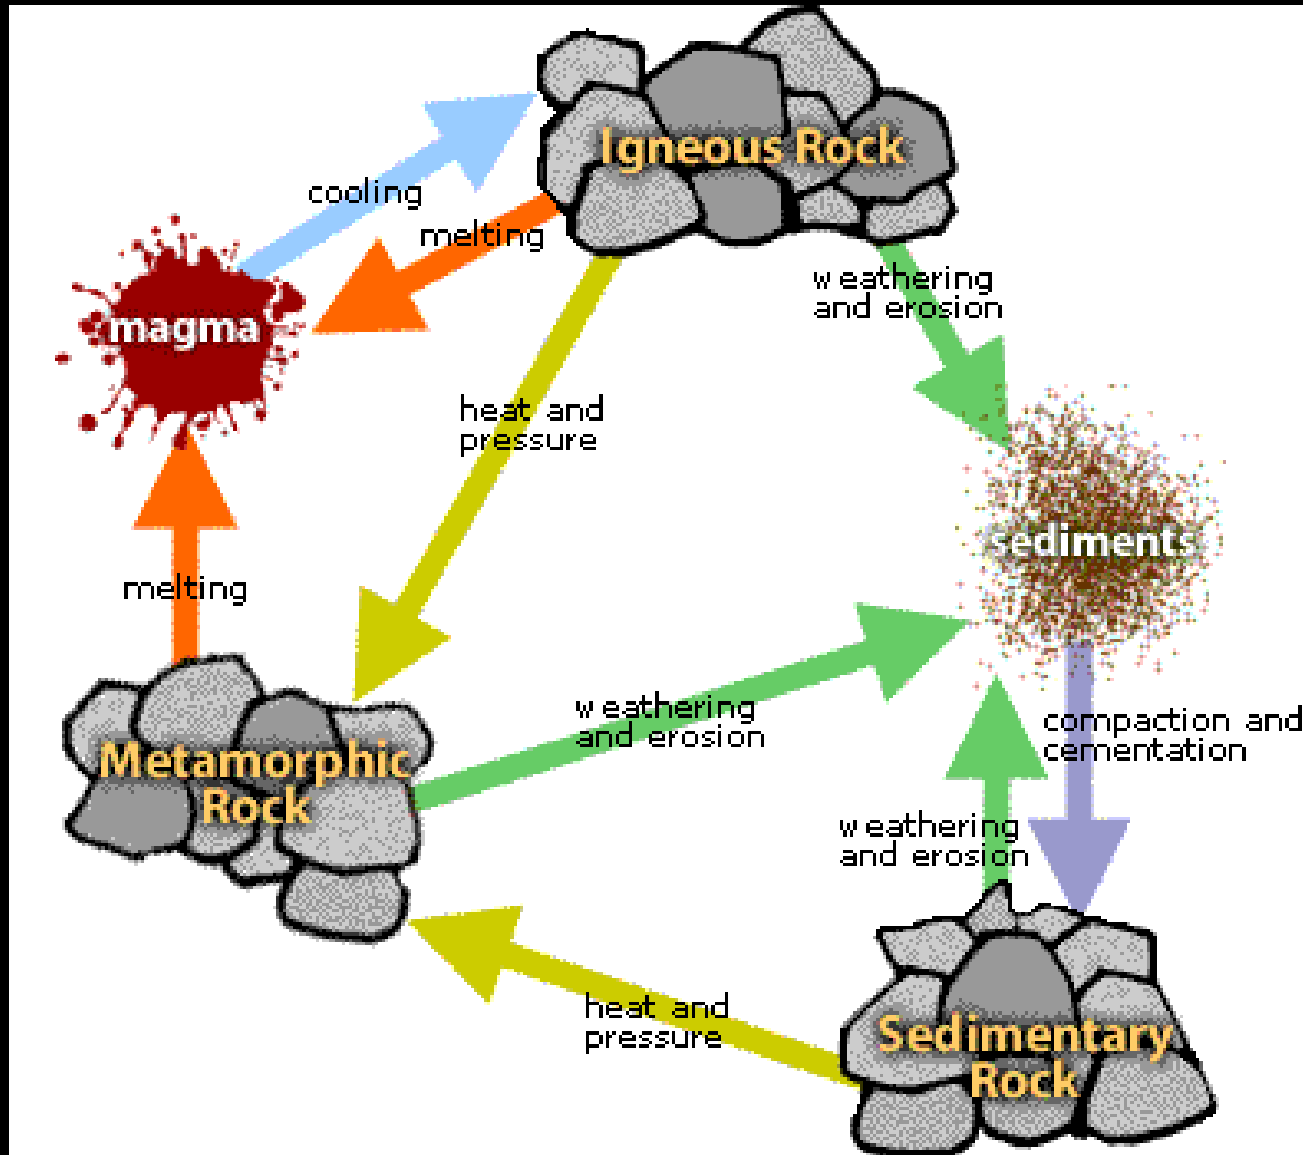 Igneous Rock
cooling
melting
weathering
and erosion
magma
heat and
pressure
sediments
melting
weathering
and erosion
compaction and
cementation
Metamorphic
Rock
weathering
and erosion
heat and
pressure
Sedimentary
Rock